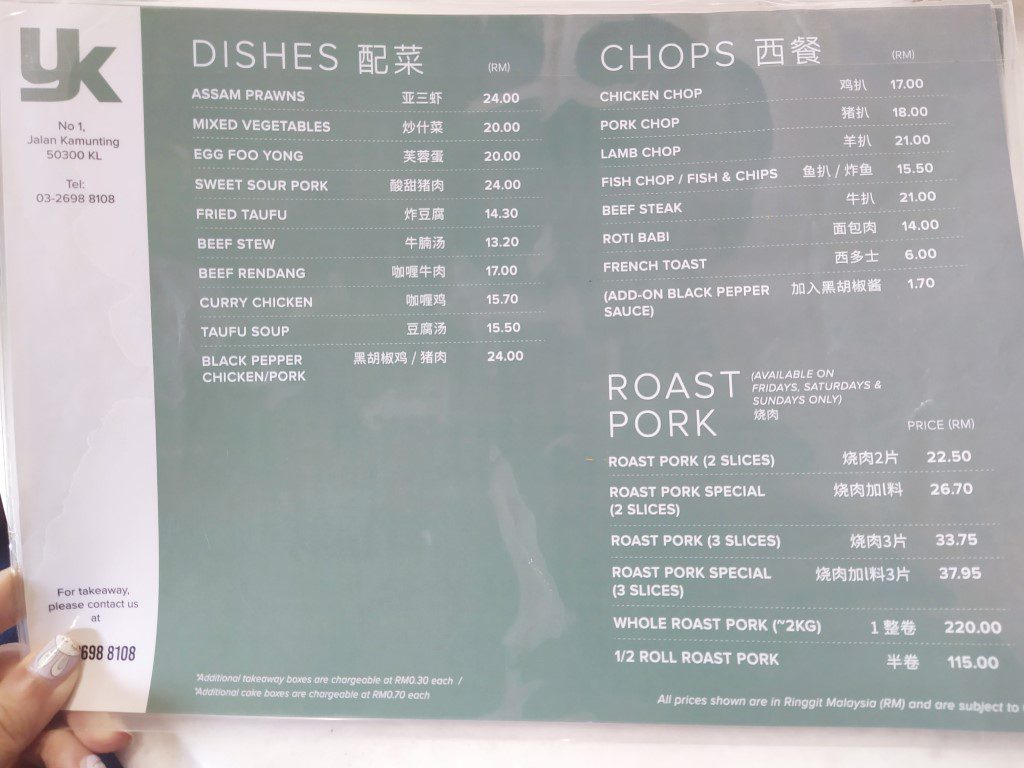 yk
No 1,
Jalan Kamunting
50300 KL
Tel:
03-2698 8108
For takeaway,
please contact us
at
698 8108
DISHES 配菜 (RM)
ASSAM PRAWNS 亚三虾 24.00
MIXED VEGETABLES 炒什菜 20.00
EGG FOO YONG 芙蓉蛋 20.00
SWEET SOUR PORK 酸甜猪肉 24.00
FRIED TAUFU 炸豆腐 14.30
BEEF STEW 牛腩汤 13.20
BEEF RENDANG 咖喱牛肉 17.00
CURRY CHICKEN 咖喱鸡 15.70
TAUFU SOUP 豆腐汤 15.50
BLACK PEPPER 黑胡椒鸡 / 猪肉 24.00
CHICKEN/PORK
*Additional takeaway boxes are chargeable at RM0.30 each /
*Additional cake boxes are chargeable at RM0.70 each
CHOPS 西餐 (RM)
CHICKEN CHOP 鸡扒 17.00
PORK CHOP 猪扒 18.00
LAMB CHOP 羊扒 21.00
FISH CHOP / FISH & CHIPS 鱼扒 / 炸鱼 15.50
BEEF STEAK 牛扒 21.00
ROTI BABI 面包肉 14.00
FRENCH TOAST 西多士 6.00
(ADD-ON BLACK PEPPER 加入黑胡椒酱 1.70
SAUCE)
ROAST
PORK
(AVAILABLE ON
FRIDAYS, SATURDAYS &
SUNDAYS ONLY)
烧肉
PRICE (RM)
ROAST PORK (2 SLICES) 烧肉2片 22.50
ROAST PORK SPECIAL 烧肉加l料 26.70
(2 SLICES)
ROAST PORK (3 SLICES) 烧肉3片 33.75
ROAST PORK SPECIAL 烧肉加l料3片 37.95
(3 SLICES)
WHOLE ROAST PORK (~2KG) 1 整卷 220.00
1/2 ROLL ROAST PORK 半卷 115.00
All prices shown are in Ringgit Malaysia (RM) and are subject to